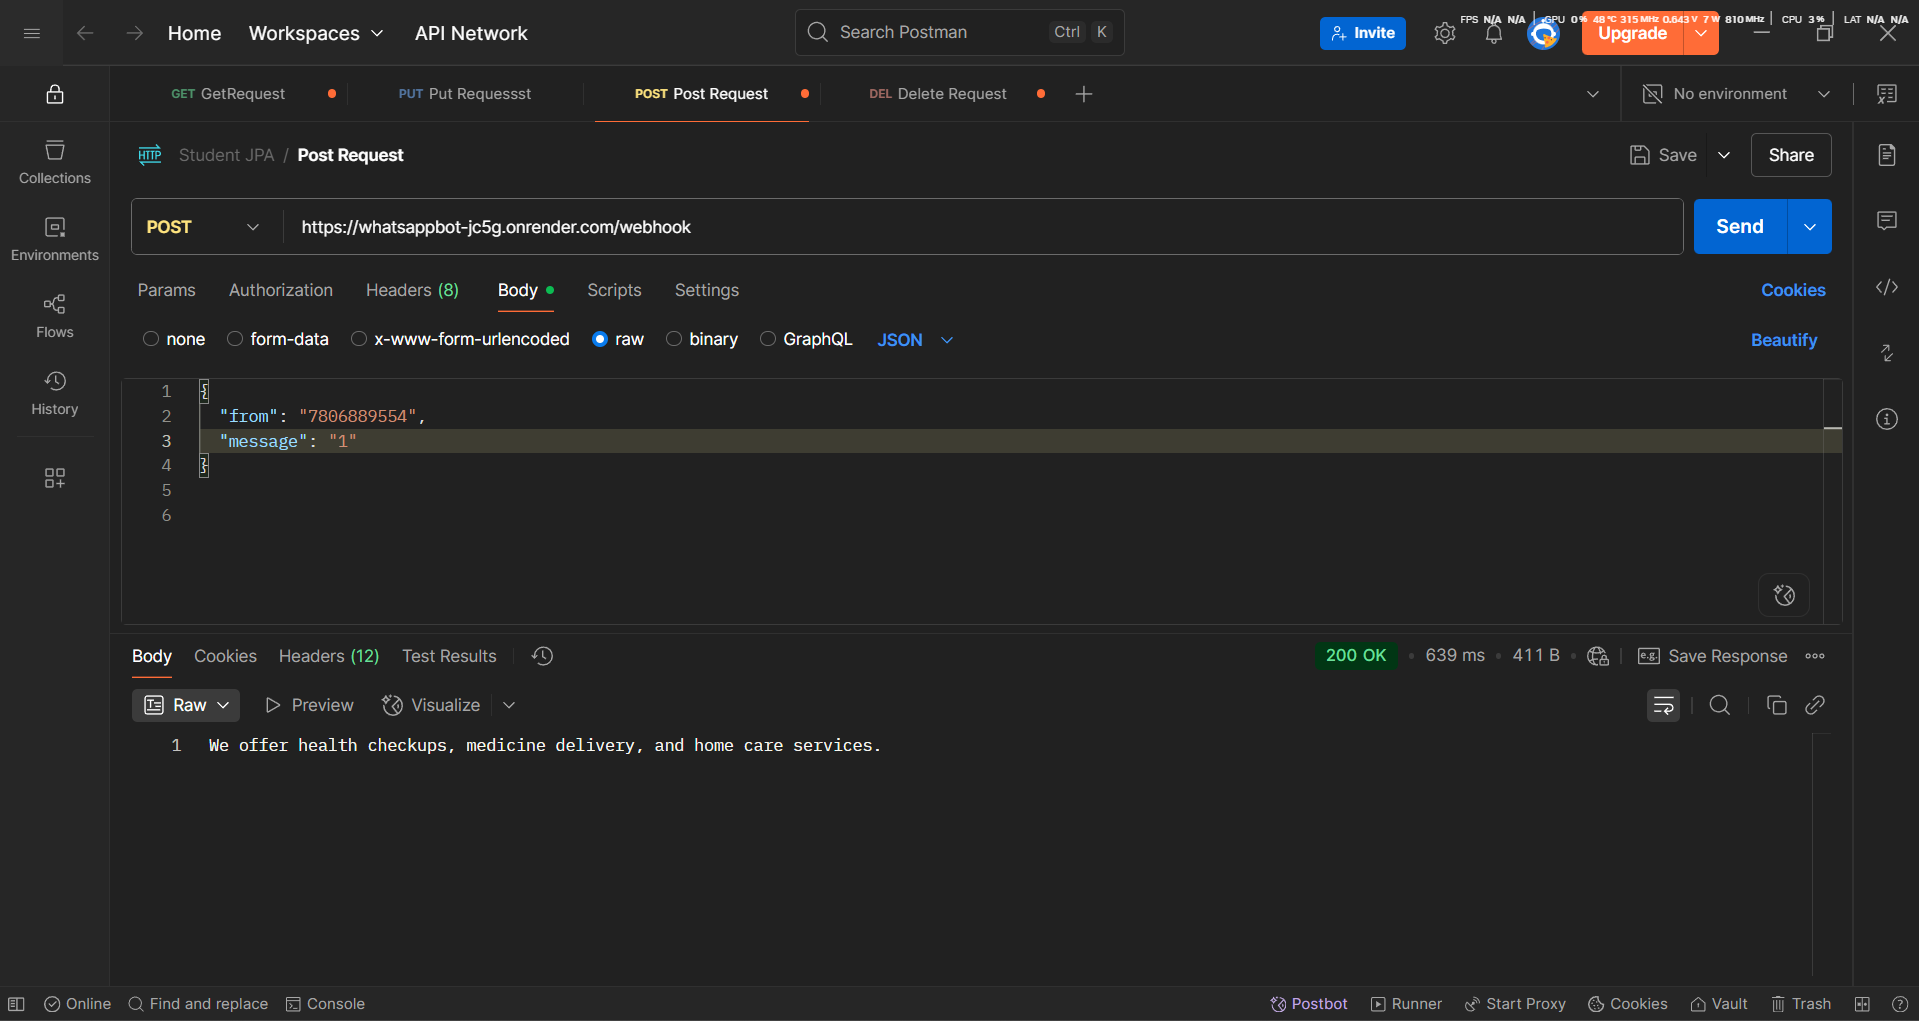 Home Workspaces API Network Search Postman Ctrl K Invite Upgrade
FPS N/A N/A GPU 0% 48°C 315 MHz 0.643 V 7 W 810 MHz CPU 3% LAT N/A N/A
GET GetRequest PUT Put Requessst POST Post Request DEL Delete Request No environment
HTTP Student JPA / Post Request Save Share
Collections
Environments
Flows
History
POST https://whatsappbot-jc5g.onrender.com/webhook Send
Params Authorization Headers (8) Body Scripts Settings Cookies
none form-data x-www-form-urlencoded raw binary GraphQL JSON Beautify
1 {
2 "from": "7806889554",
3 "message": "1"
4 }
5
6
Body Cookies Headers (12) Test Results 200 OK 639 ms 411 B e.g. Save Response
Raw Preview Visualize
1 We offer health checkups, medicine delivery, and home care services.
Online Find and replace Console Postbot Runner Start Proxy Cookies Vault Trash